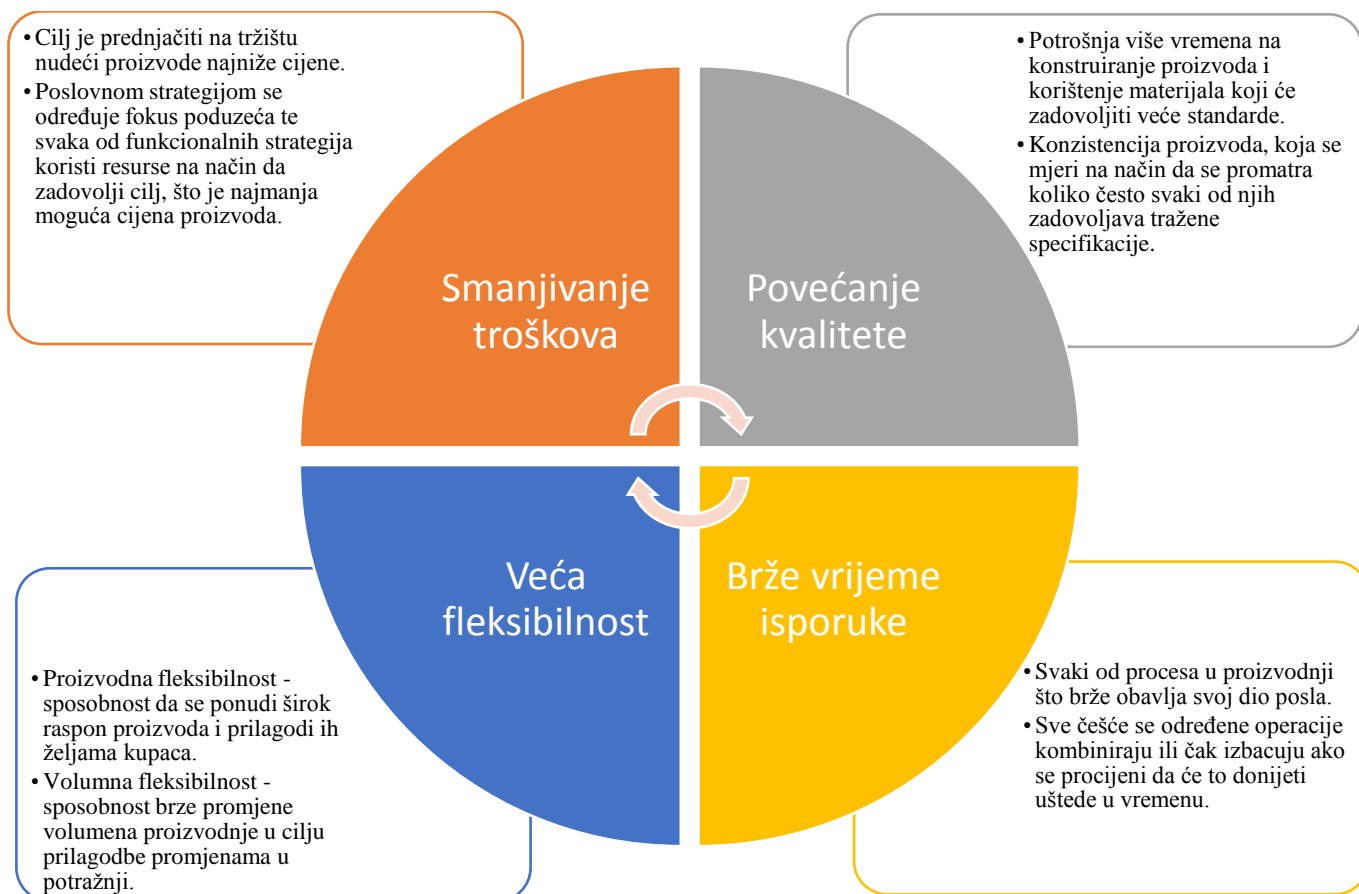 • Cilj je prednjačiti na tržištu
nudeći proizvode najniže cijene.
• Poslovnom strategijom se
određuje fokus poduzeća te
svaka od funkcionalnih strategija
koristi resurse na način da
zadovolji cilj, što je najmanja
moguća cijena proizvoda.
• Potrošnja više vremena na
konstruiranje proizvoda i
korištenje materijala koji će
zadovoljiti veće standarde.
• Konzistencija proizvoda, koja se
mjeri na način da se promatra
koliko često svaki od njih
zadovoljava tražene
specifikacije.
Smanjivanje
troškova
Povećanje
kvalitete
Veća
fleksibilnost
Brže vrijeme
isporuke
• Proizvodna fleksibilnost -
sposobnost da se ponudi širok
raspon proizvoda i prilagodi ih
željama kupaca.
• Volumna fleksibilnost -
sposobnost brze promjene
volumena proizvodnje u cilju
prilagodbe promjenama u
potražnji.
• Svaki od procesa u proizvodnji
što brže obavlja svoj dio posla.
• Sve češće se određene operacije
kombiniraju ili čak izbacuju ako
se procijeni da će to donijeti
uštede u vremenu.